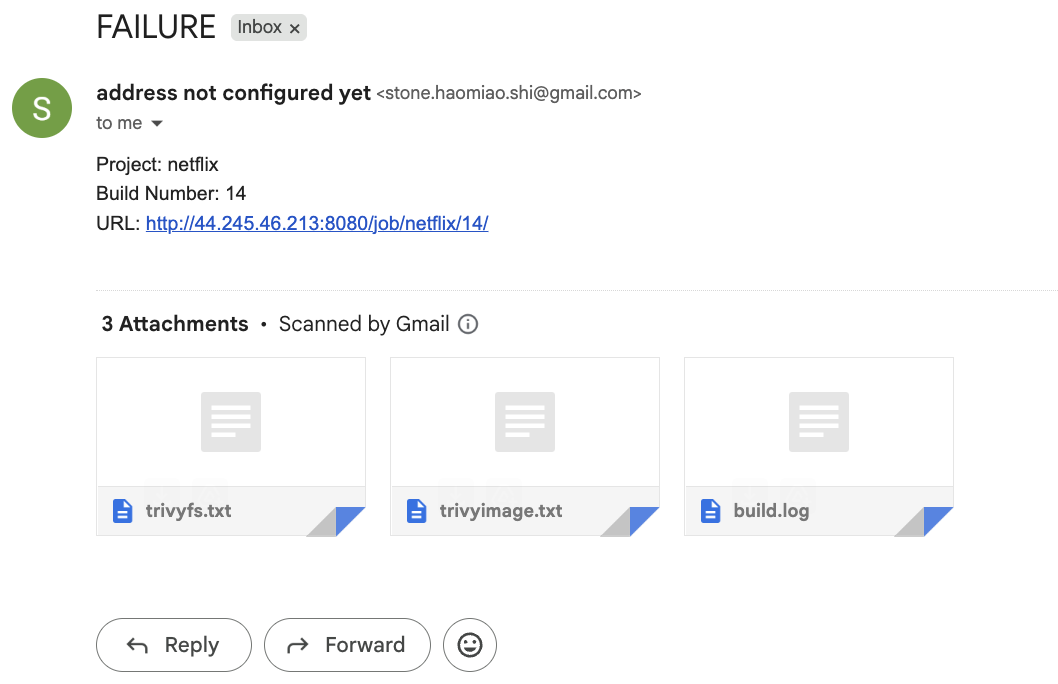 FAILURE Inbox ×
S
address not configured yet <stone.haomiao.shi@gmail.com>
to me
Project: netflix
Build Number: 14
URL: http://44.245.46.213:8080/job/netflix/14/
3 Attachments • Scanned by Gmail
trivyfs.txt trivyimage.txt build.log
Reply Forward